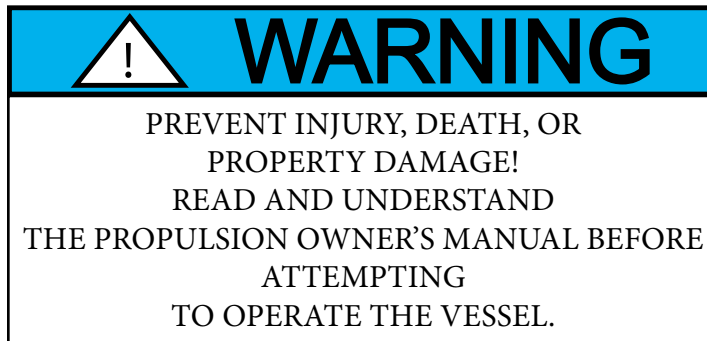 ! WARNING
PREVENT INJURY, DEATH, OR
PROPERTY DAMAGE!
READ AND UNDERSTAND
THE PROPULSION OWNER'S MANUAL BEFORE
ATTEMPTING
TO OPERATE THE VESSEL.